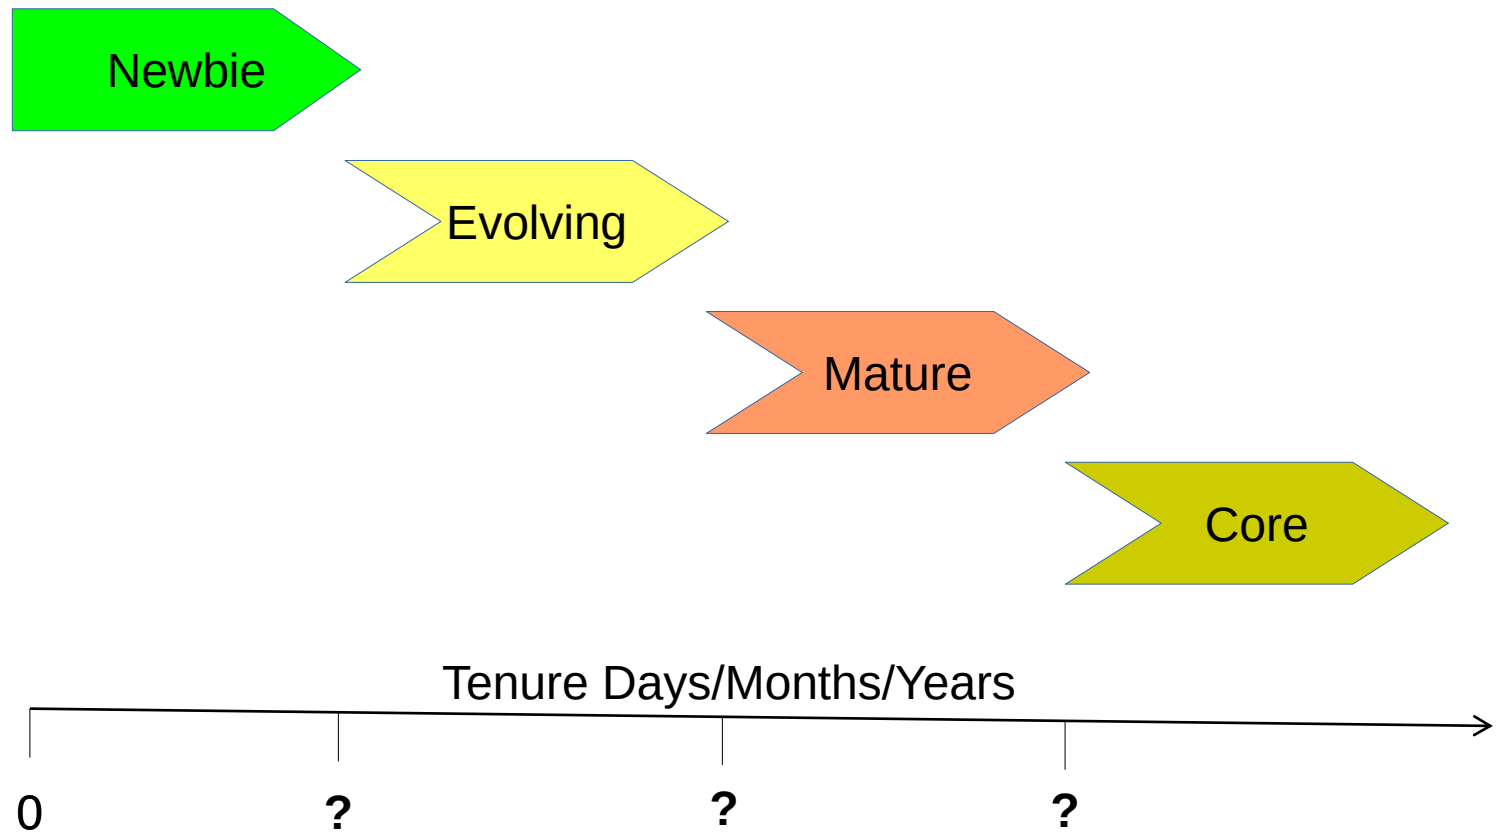 Newbie
Evolving
Mature
Core
Tenure Days/Months/Years
0 ? ? ?